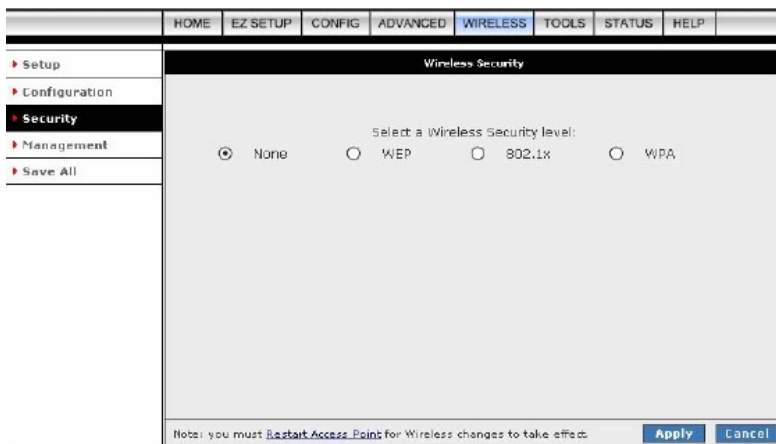 HOME EZ SETUP CONFIG ADVANCED WIRELESS TOOLS STATUS HELP
Setup
Configuration
Security
Management
Save All
Wireless Security
Select a Wireless Security level:
None WEP 802.1x WPA
Note: you must Restart Access Point for Wireless changes to take effect.
Apply Cancel